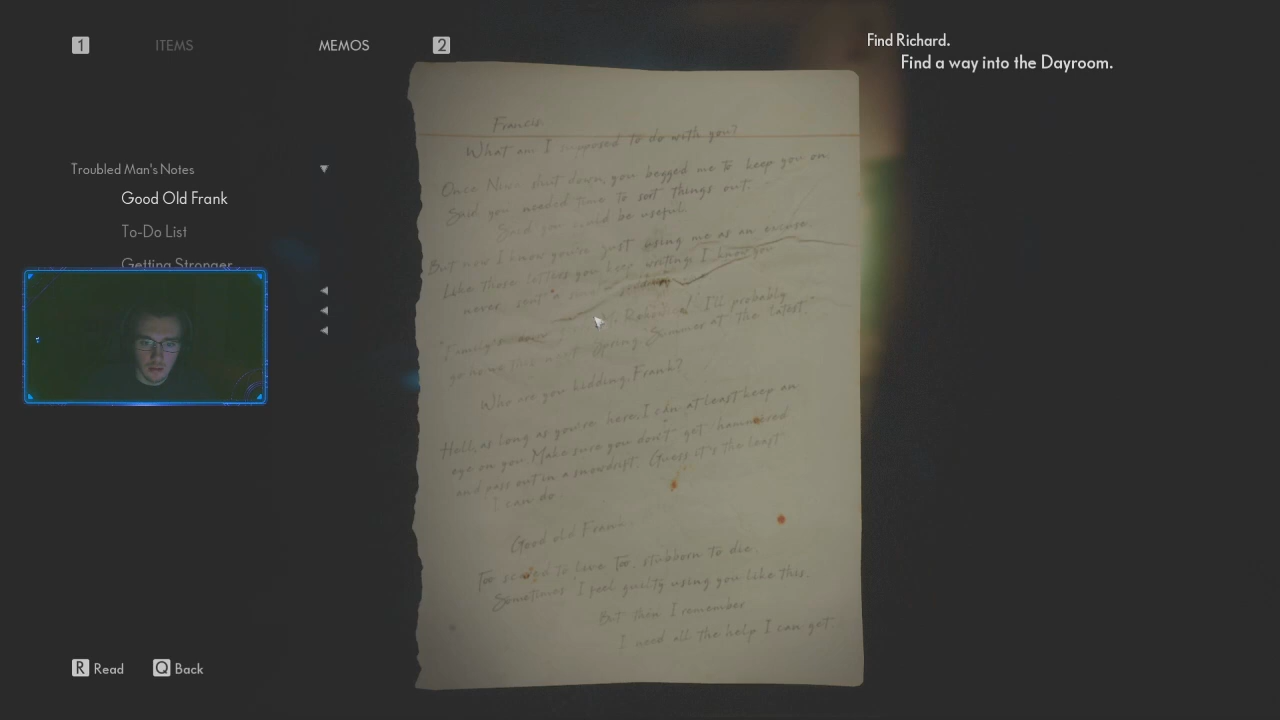 1 ITEMS MEMOS 2
Find Richard.
Find a way into the Dayroom.
Troubled Man's Notes
Good Old Frank
To-Do List
Getting Stronger
Francis.
What am I supposed to do with you?
Once Niwa shut down, you begged me to keep you on.
Said you needed time to sort things out.
Said you could be useful.
But now I know you're just using me as an excuse.
Like those letters you keep writing. I know you
never sent a
I'll probably
go home this next Spring. Summer at the latest."
Who are you kidding, Frank?
Hell, as long as you're here, I can at least keep an
eye on you. Make sure you don't get hammered
and pass out in a snowdrift. Guess it's the least
I can do.
Good old Frank.
Too scared to live. Too stubborn to die.
Sometimes I feel guilty using you like this.
But then I remember
I need all the help I can get.
R Read Q Back